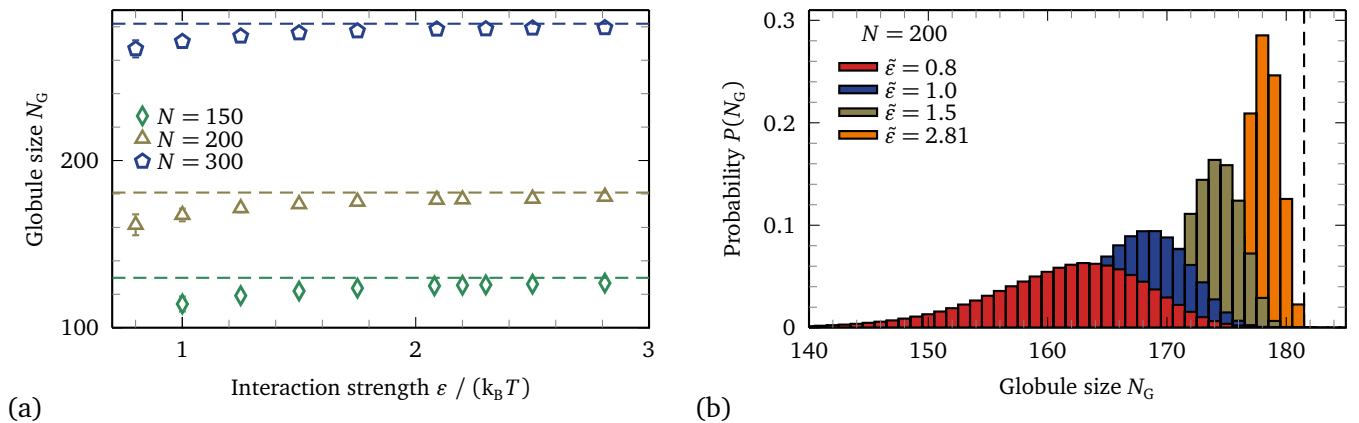 Globule size N_G
200
100
N = 150
N = 200
N = 300
1
2
3
Interaction strength ε / (k_BT)
(a)
Probability P(N_G)
0.3
0.2
0.1
0
N = 200
ε̃ = 0.8
ε̃ = 1.0
ε̃ = 1.5
ε̃ = 2.81
140
150
160
170
180
Globule size N_G
(b)